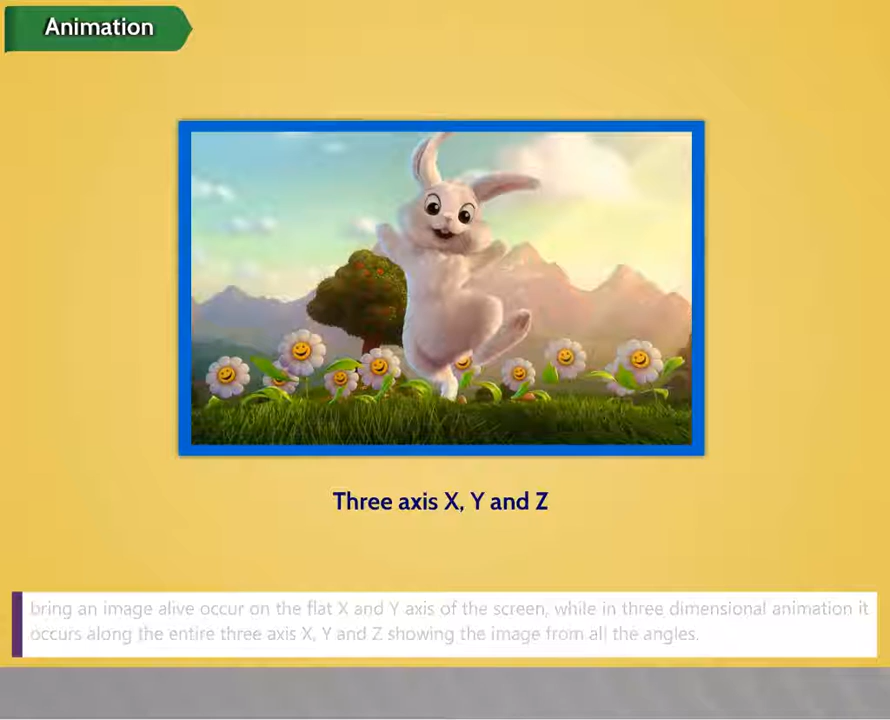 Animation
Three axis X, Y and Z
bring an image alive occur on the flat X and Y axis of the screen, while in three dimensional animation it
occurs along the entire three axis X, Y and Z showing the image from all the angles.